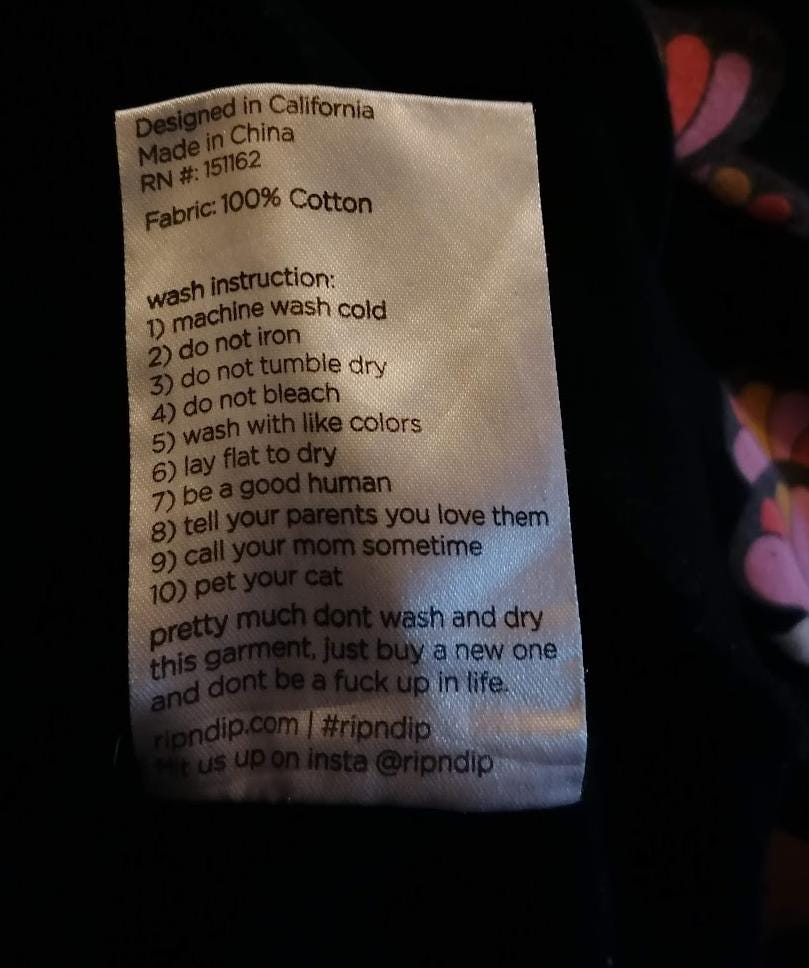 Designed in California
Made in China
RN #: 151162
Fabric: 100% Cotton
wash instruction:
1) machine wash cold
2) do not iron
3) do not tumble dry
4) do not bleach
5) wash with like colors
6) lay flat to dry
7) be a good human
8) tell your parents you love them
9) call your mom sometime
10) pet your cat
pretty much dont wash and dry
this garment, just buy a new one
and dont be a fuck up in life.
ripndip.com | #ripndip
Hit us up on insta @ripndip